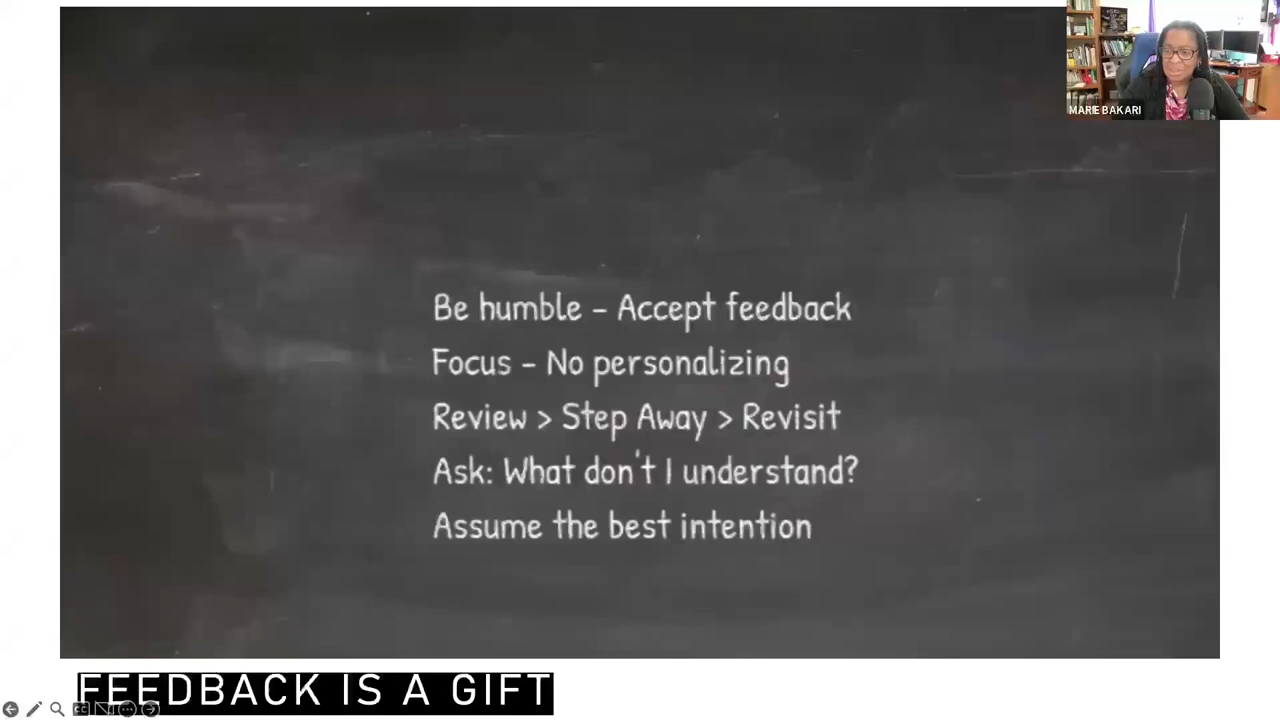 MARIE BAKARI
Be humble – Accept feedback
Focus – No personalizing
Review > Step Away > Revisit
Ask: What don't I understand?
Assume the best intention
FEEDBACK IS A GIFT